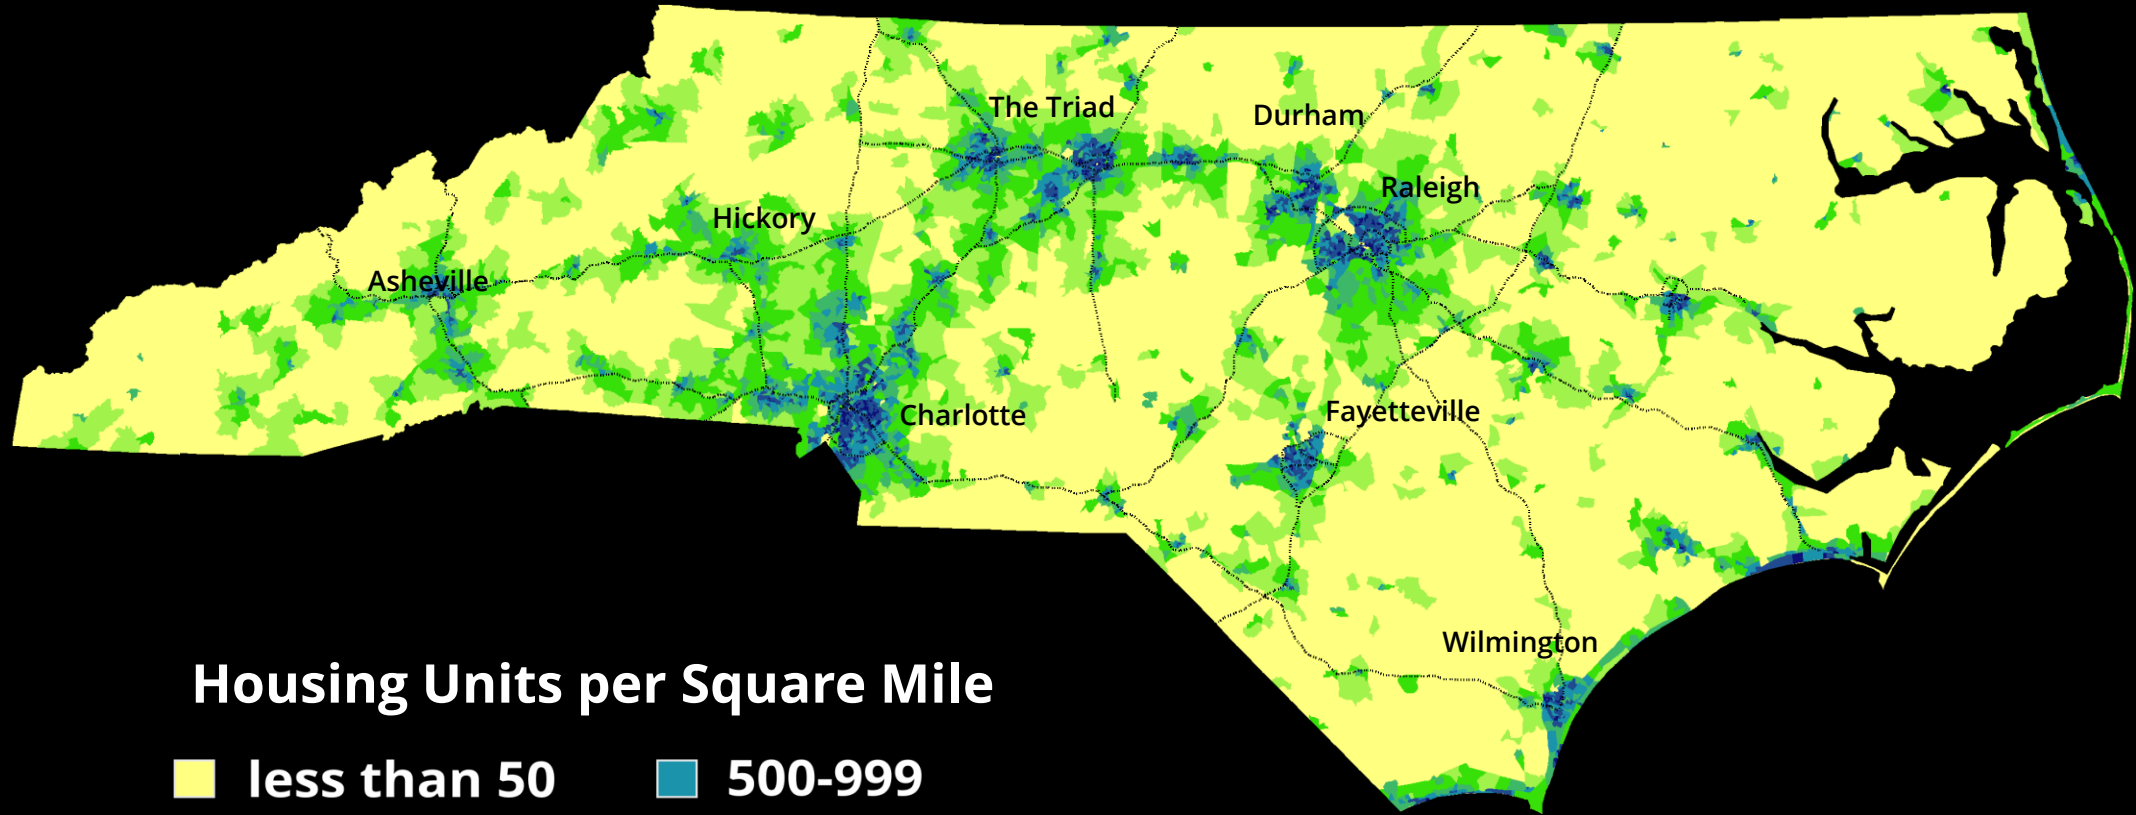 The Triad
Durham
Raleigh
Hickory
Asheville
Charlotte
Fayetteville
Wilmington
Housing Units per Square Mile
less than 50
500-999